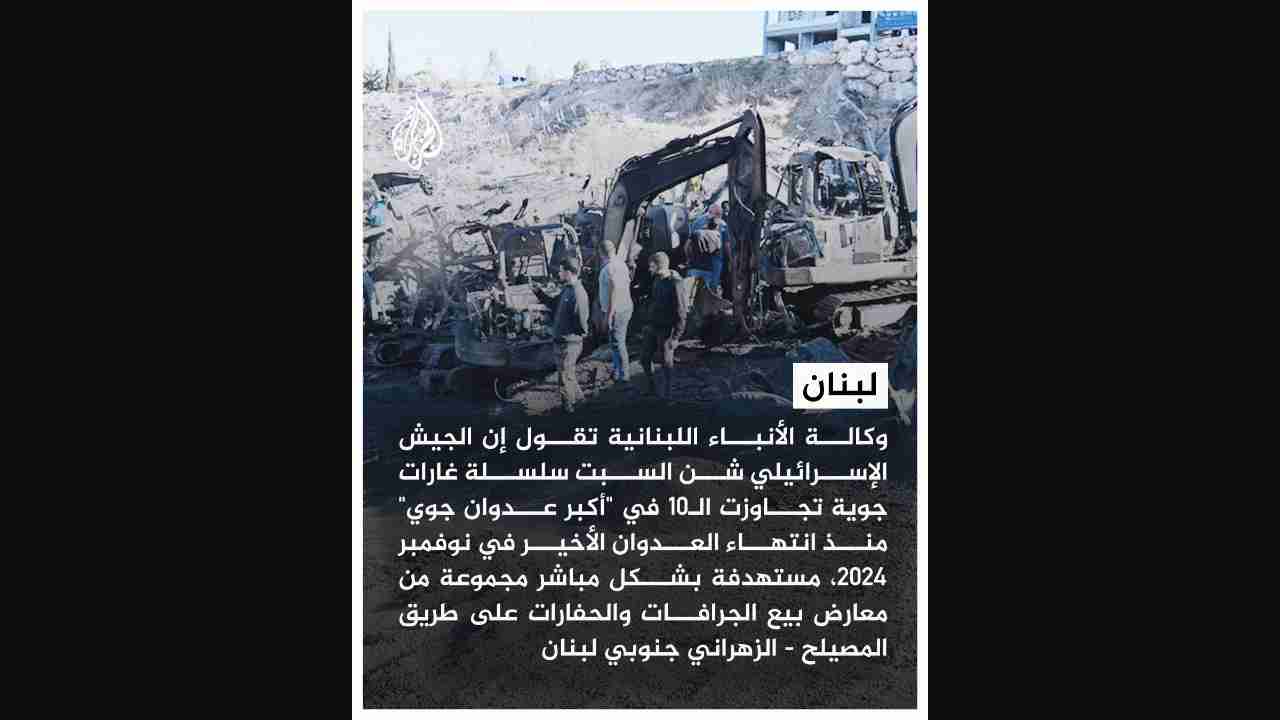 الجزيرة
لبنان
وكالة الأنباء اللبنانية تقول إن الجيش
الإسرائيلي شن السبت سلسلة غارات
جوية تجاوزت الـ10 في "أكبر عدوان جوي"
منذ انتهاء العدوان الأخير في نوفمبر
2024، مستهدفة بشكل مباشر مجموعة من
معارض بيع الجرافات والحفارات على طريق
المصيلح - الزهراني جنوبي لبنان